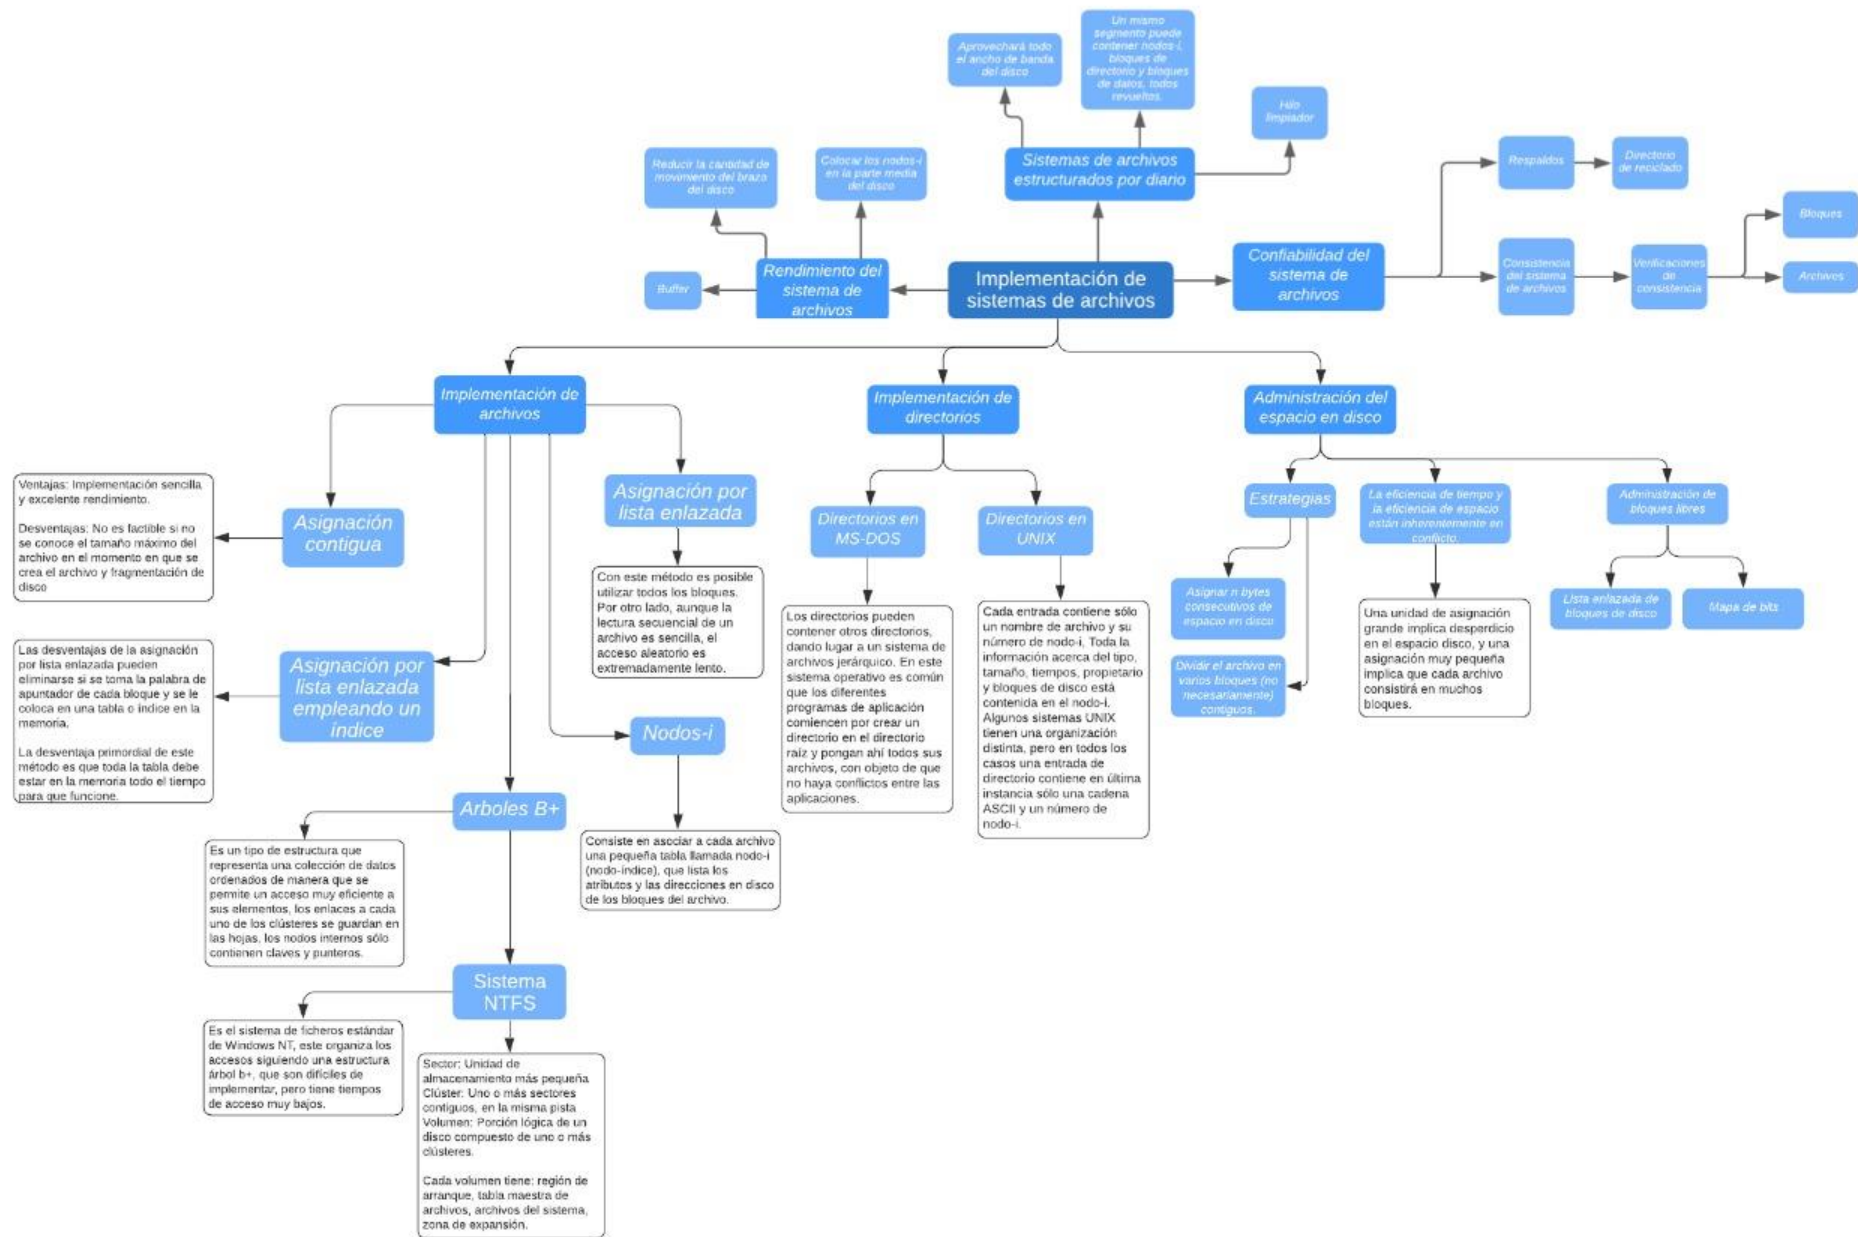 Un mismo
segmento puede
contener nodos-i,
bloques de
directorio y bloques
de datos, todos
revueltos.
Aprovechará todo
el ancho de banda
del disco
Hilo
limpiador
Sistemas de archivos
estructurados por diario
Reducir la cantidad de
movimiento del brazo
del disco
Colocar los nodos-i
en la parte media
del disco
Respaldos
Directorio
de reciclado
Bloques
Buffer
Rendimiento del
sistema de
archivos
Implementación de
sistemas de archivos
Confiabilidad del
sistema de
archivos
Consistencia
del sistema
de archivos
Verificaciones
de
consistencia
Archivos
Implementación de
archivos
Implementación de
directorios
Administración del
espacio en disco
Ventajas: Implementación sencilla
y excelente rendimiento.
Desventajas: No es factible si no
se conoce el tamaño máximo del
archivo en el momento en que se
crea el archivo y fragmentación de
disco
Asignación
contigua
Asignación por
lista enlazada
Con este método es posible
utilizar todos los bloques.
Por otro lado, aunque la
lectura secuencial de un
archivo es sencilla, el
acceso aleatorio es
extremadamente lento.
Directorios en
MS-DOS
Directorios en
UNIX
Estrategias
La eficiencia de tiempo y
la eficiencia de espacio
están inherentemente en
conflicto.
Administración de
bloques libres
Asignar n bytes
consecutivos de
espacio en disco
Dividir el archivo en
varios bloques (no
necesariamente)
contiguos.
Una unidad de asignación
grande implica desperdicio
en el espacio disco, y una
asignación muy pequeña
implica que cada archivo
consistirá en muchos
bloques.
Lista enlazada de
bloques de disco
Mapa de bits
Los directorios pueden
contener otros directorios,
dando lugar a un sistema de
archivos jerárquico. En este
sistema operativo es común
que los diferentes
programas de aplicación
comiencen por crear un
directorio en el directorio
raíz y pongan ahí todos sus
archivos, con objeto de que
no haya conflictos entre las
aplicaciones.
Cada entrada contiene sólo
un nombre de archivo y su
número de nodo-i, Toda la
información acerca del tipo,
tamaño, tiempos, propietario
y bloques de disco está
contenida en el nodo-i.
Algunos sistemas UNIX
tienen una organización
distinta, pero en todos los
casos una entrada de
directorio contiene en última
instancia sólo una cadena
ASCII y un número de
nodo-i.
Las desventajas de la asignación
por lista enlazada pueden
eliminarse si se toma la palabra de
apuntador de cada bloque y se le
coloca en una tabla o índice en la
memoria.
La desventaja primordial de este
método es que toda la tabla debe
estar en la memoria todo el tiempo
para que funcione.
Asignación por
lista enlazada
empleando un
índice
Nodos-i
Consiste en asociar a cada archivo
una pequeña tabla llamada nodo-i
(nodo-índice), que lista los
atributos y las direcciones en disco
de los bloques del archivo.
Arboles B+
Es un tipo de estructura que
representa una colección de datos
ordenados de manera que se
permite un acceso muy eficiente a
sus elementos, los enlaces a cada
uno de los clústeres se guardan en
las hojas, los nodos internos sólo
contienen claves y punteros.
Sistema
NTFS
Es el sistema de ficheros estándar
de Windows NT, este organiza los
accesos siguiendo una estructura
árbol b+, que son difíciles de
implementar, pero tiene tiempos
de acceso muy bajos.
Sector: Unidad de
almacenamiento más pequeña
Clúster: Uno o más sectores
contiguos, en la misma pista
Volumen: Porción lógica de un
disco compuesto de uno o más
clústeres.
Cada volumen tiene: región de
arranque, tabla maestra de
archivos, archivos del sistema,
zona de expansión.